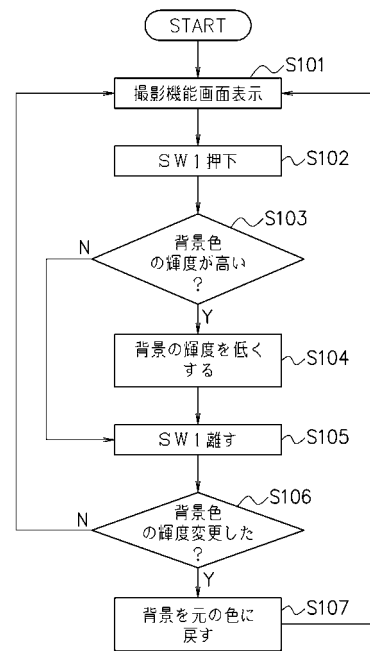 START
S101
撮影機能画面表示
SW1押下
S102
S103
背景色
の輝度が高い
?
N
Y
背景の輝度を低く
する
S104
SW1離す
S105
S106
背景色
の輝度変更した
?
N
Y
背景を元の色に
戻す
S107